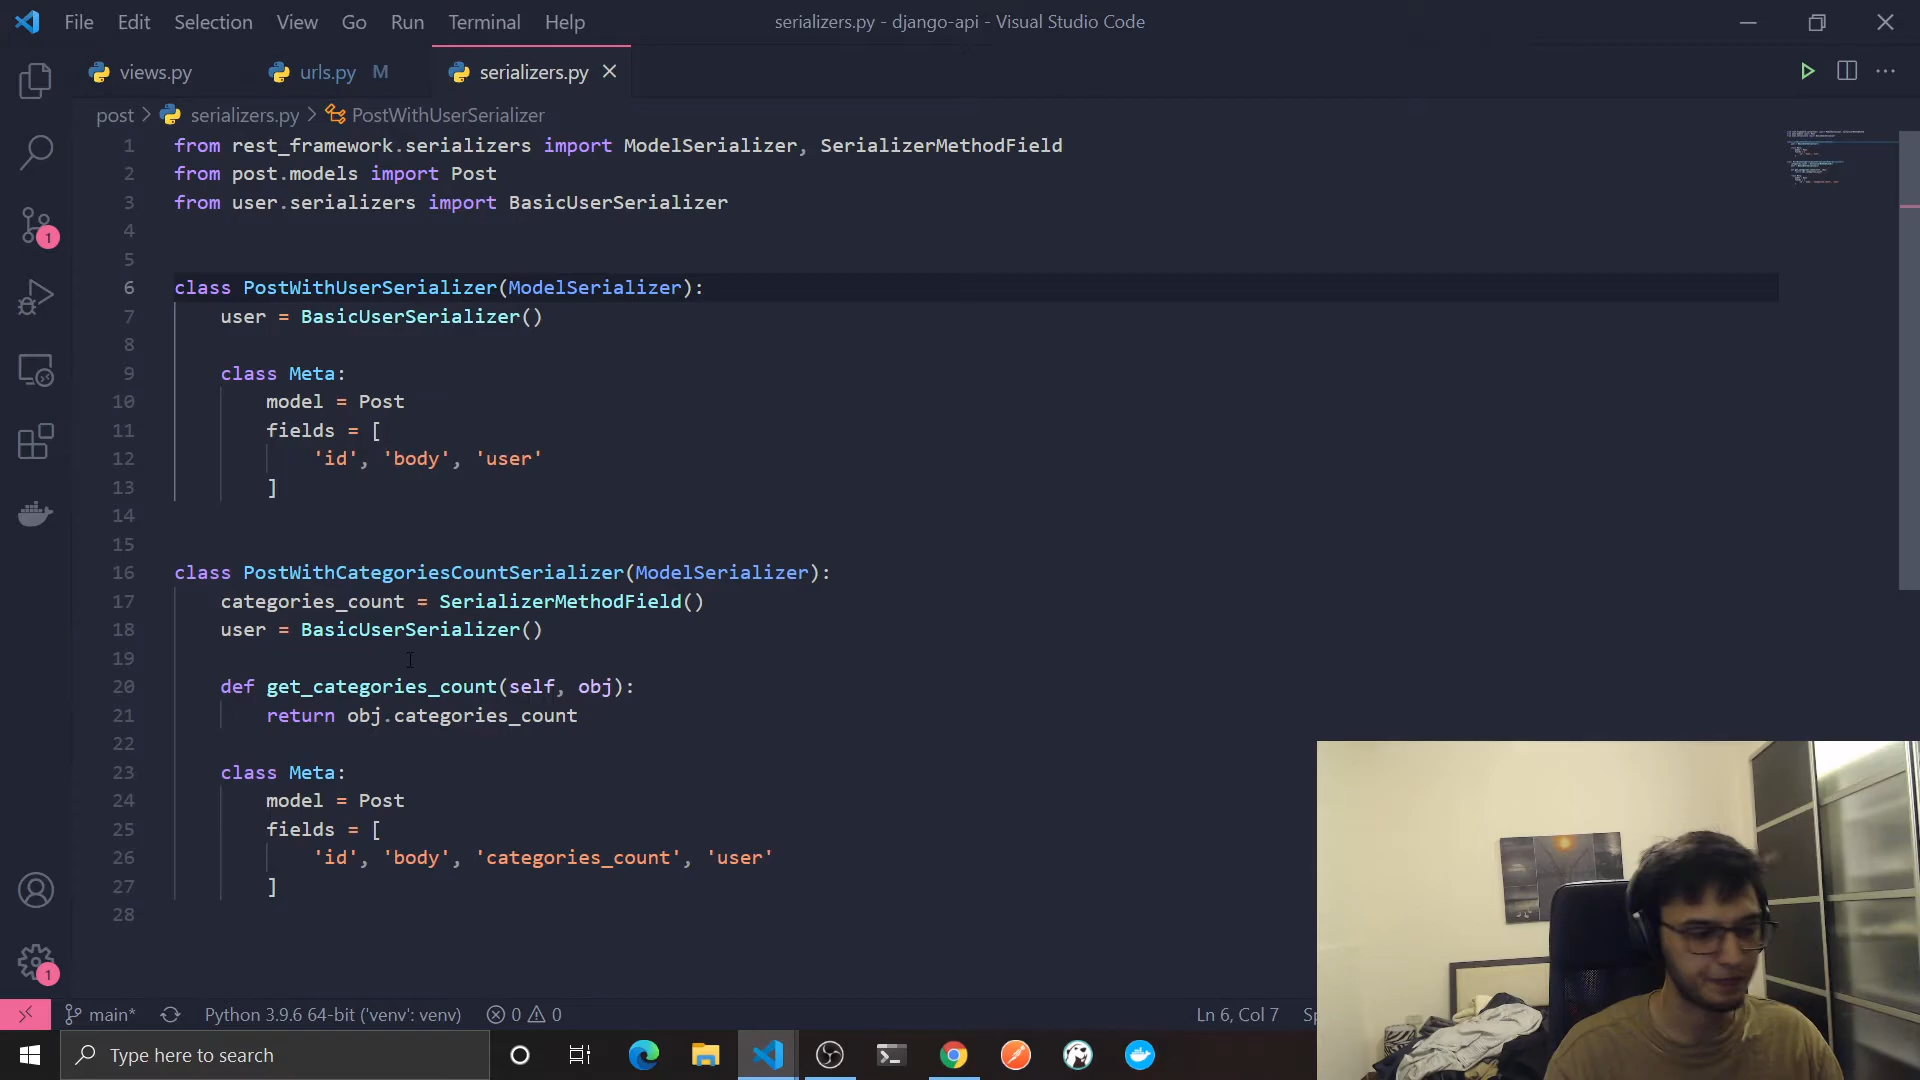 File Edit Selection View Go Run Terminal Help serializers.py - django-api - Visual Studio Code
views.py urls.py M serializers.py
post > serializers.py > PostWithUserSerializer
1 from rest_framework.serializers import ModelSerializer, SerializerMethodField
2 from post.models import Post
3 from user.serializers import BasicUserSerializer
4
5
6 class PostWithUserSerializer(ModelSerializer):
7 user = BasicUserSerializer()
8
9 class Meta:
10 model = Post
11 fields = [
12 'id', 'body', 'user'
13 ]
14
15
16 class PostWithCategoriesCountSerializer(ModelSerializer):
17 categories_count = SerializerMethodField()
18 user = BasicUserSerializer()
19
20 def get_categories_count(self, obj):
21 return obj.categories_count
22
23 class Meta:
24 model = Post
25 fields = [
26 'id', 'body', 'categories_count', 'user'
27 ]
28
1
1
main* Python 3.9.6 64-bit ('venv': venv) 0 0 Ln 6, Col 7
Type here to search